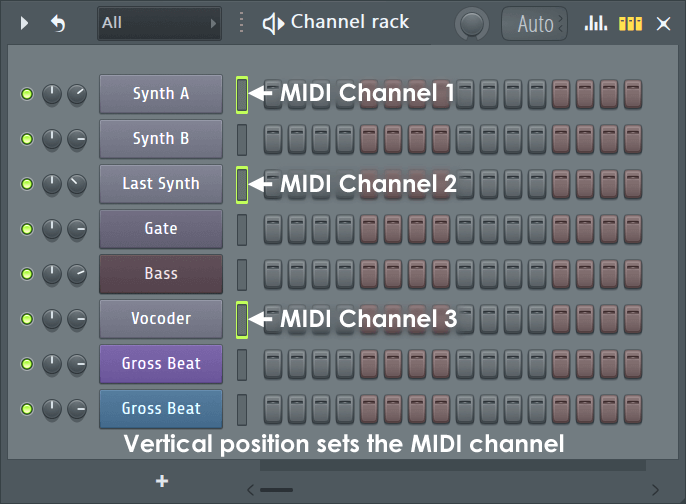 All
Channel rack
Auto
Synth A
MIDI Channel 1
Synth B
Last Synth
MIDI Channel 2
Gate
Bass
Vocoder
MIDI Channel 3
Gross Beat
Gross Beat
Vertical position sets the MIDI channel
+